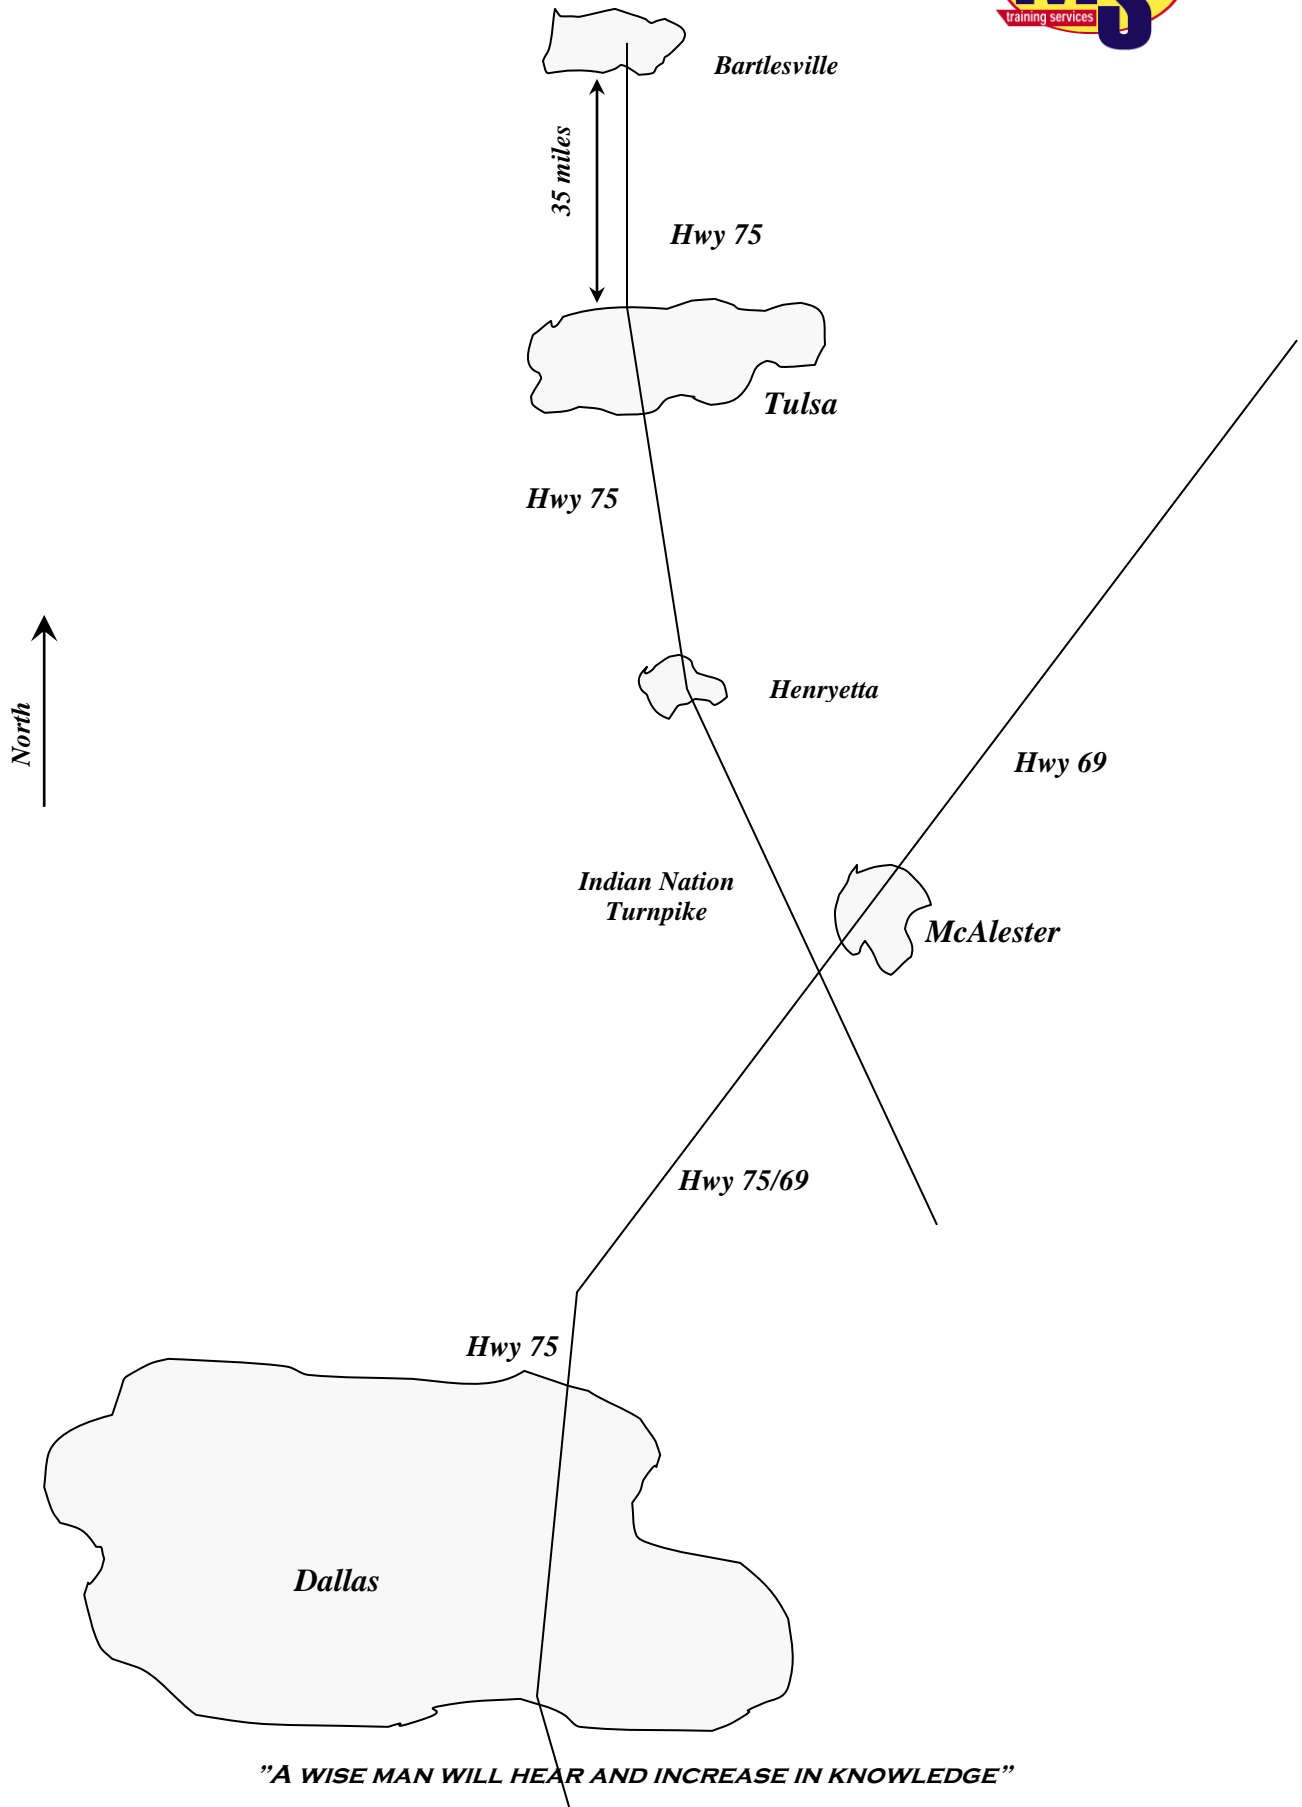 training services
Bartlesville
35 miles
Hwy 75
Tulsa
Hwy 75
Henryetta
North
Hwy 69
Indian Nation
Turnpike
McAlester
Hwy 75/69
Hwy 75
Dallas
”A WISE MAN WILL HEAR AND INCREASE IN KNOWLEDGE”